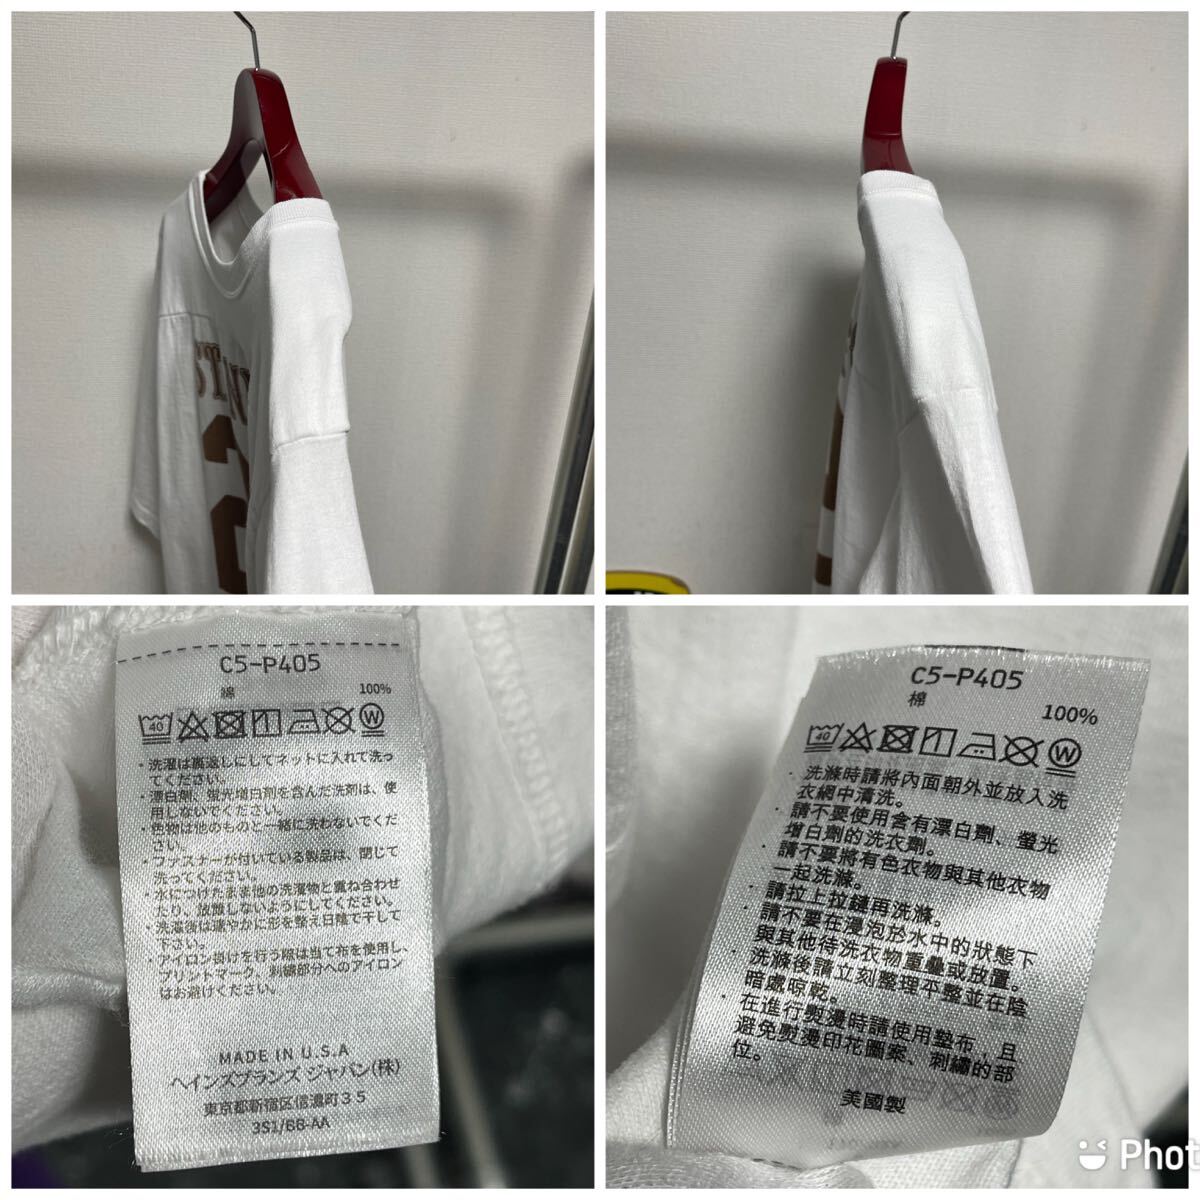 C5-P405
綿 100%
40
W
・洗濯は裏返しにしてネットに入れて洗っ
てください。
・漂白剤、蛍光増白剤を含んだ洗剤は、使
用しないでください。
・色物は他のものと一緒に洗わないでくだ
さい。
・ファスナーが付いている製品は、閉じて
洗ってください。
・水につけたまま他の洗濯物と重ね合わせ
たり、放置しないようにしてください。
・洗濯後は速やかに形を整え日陰で干して
下さい。
・アイロン掛けを行う際は当て布を使用し、
プリントマーク、刺繍部分へのアイロン
はお避けください。
MADE IN U.S.A
ヘインズブランズ ジャパン(株)
東京都新宿区信濃町35
3S1/BB-AA
C5-P405
棉 100%
40
W
・洗滌時請將內面朝外並放入洗
衣網中清洗。
・請不要使用含有漂白劑、螢光
增白劑的洗衣劑。
・請不要將有色衣物與其他衣物
一起洗滌。
・請拉上拉鏈再洗滌。
・請不要在浸泡於水中的狀態下
與其他待洗衣物重疊或放置。
・洗滌後請立刻整理平整並在陰
暗處晾乾。
・在進行熨燙時請使用墊布，且
避免熨燙印花圖案、刺繡的部
位。
美國製
Phot